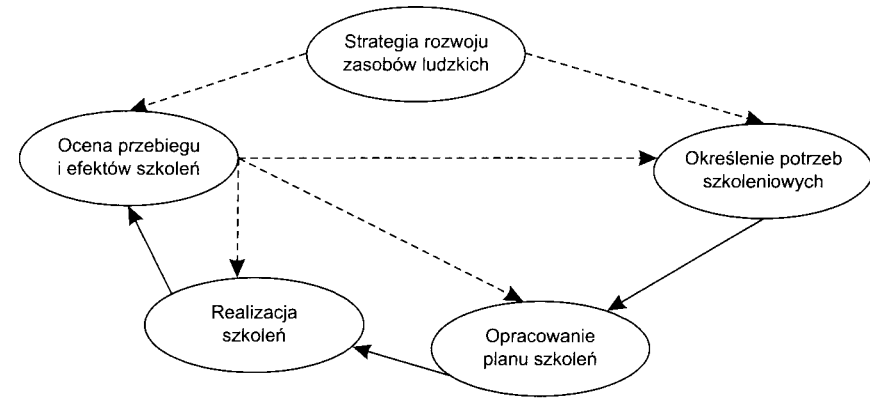 Strategia rozwoju
zasobów ludzkich
Ocena przebiegu
i efektów szkoleń
Określenie potrzeb
szkoleniowych
Realizacja
szkoleń
Opracowanie
planu szkoleń